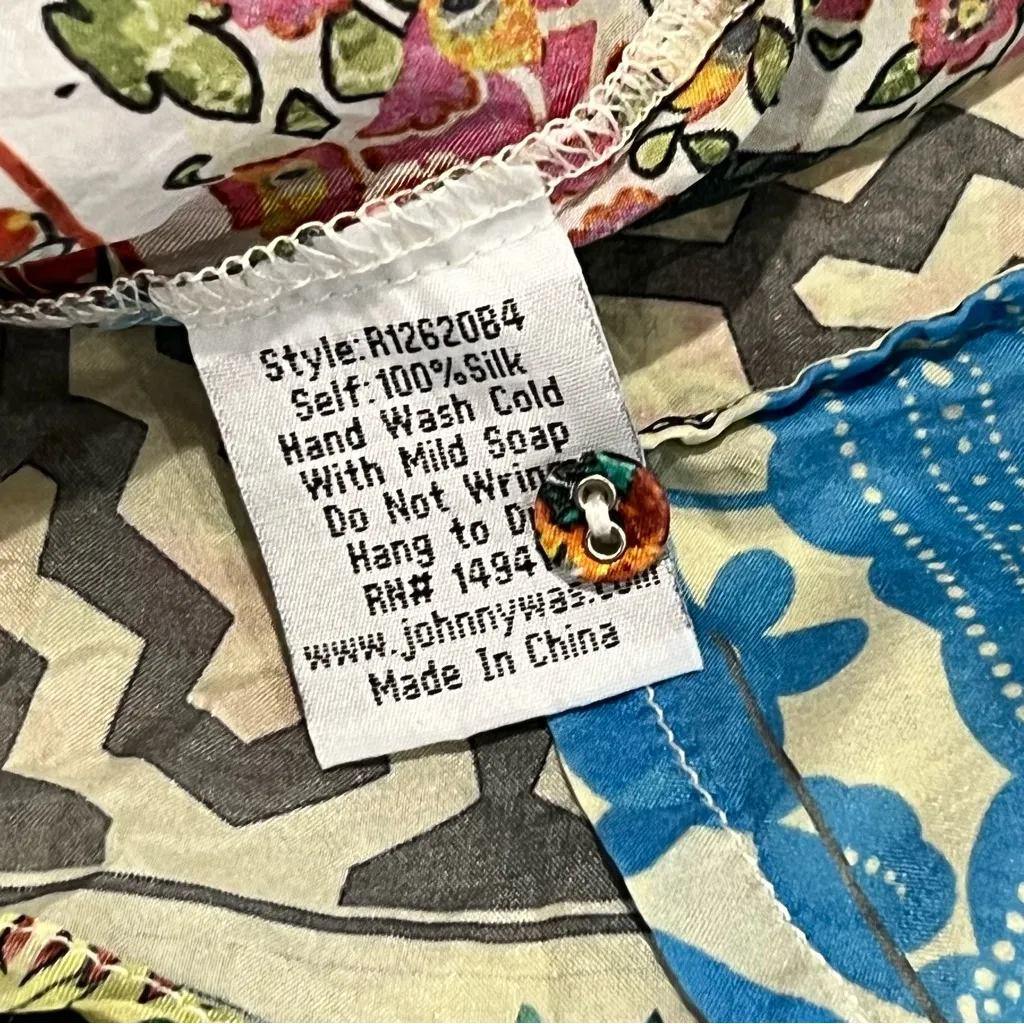 Style:R1262084
Self:100%Silk
Hand Wash Cold
With Mild Soap
Do Not
Hang to
RN#
www.johnnywas.com
Made In China